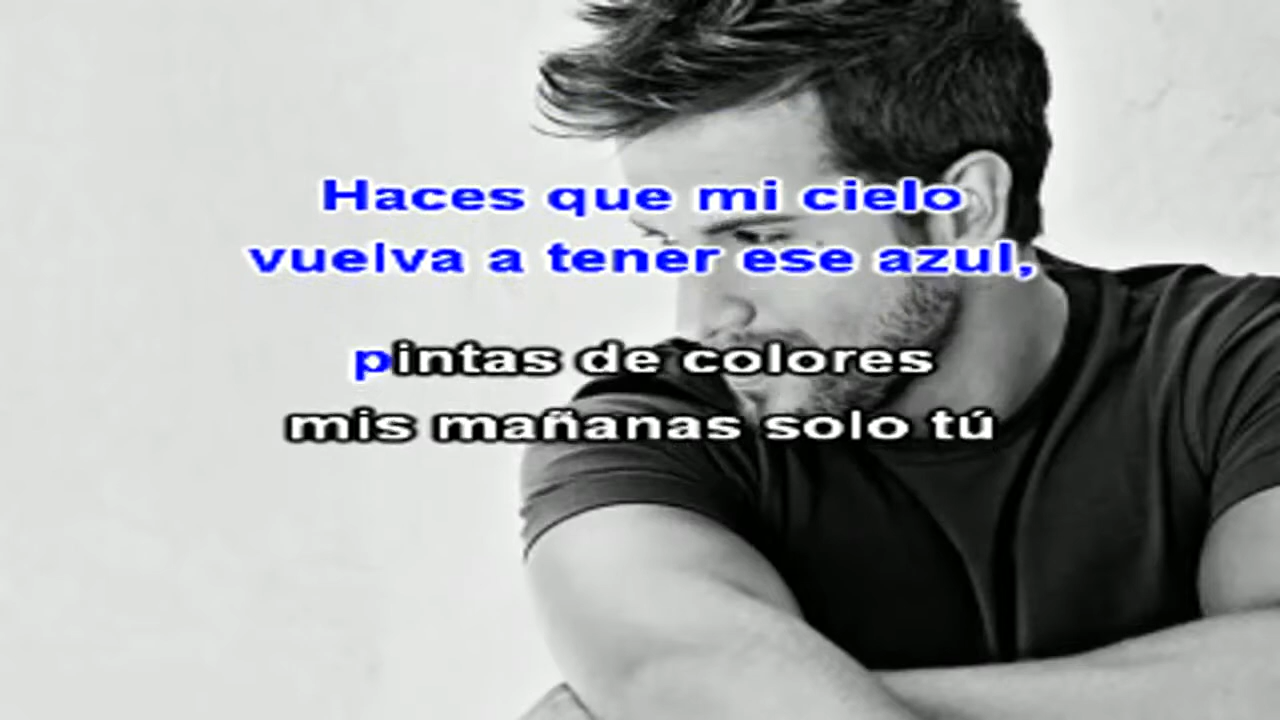 Haces que mi cielo
vuelva a tener ese azul,
pintas de colores
mis mañanas solo tú